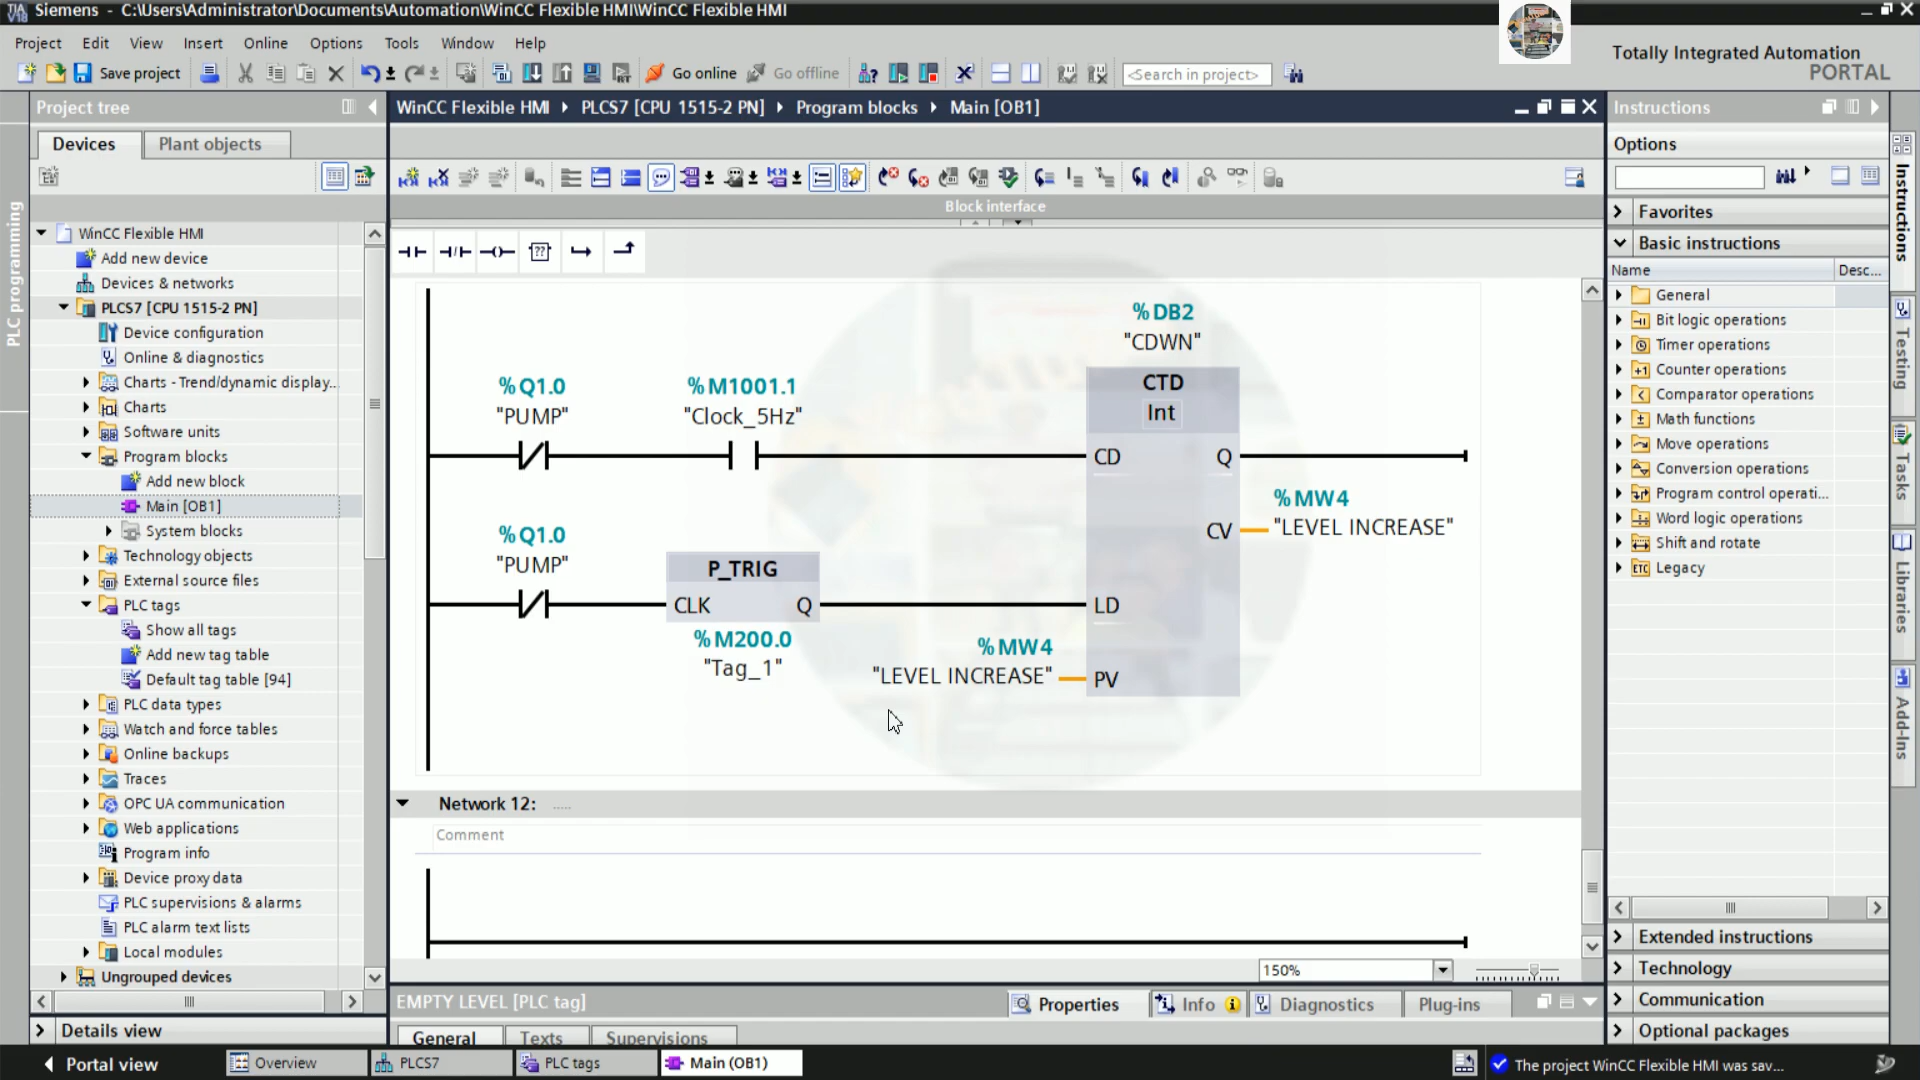 TIA V18 Siemens - C:\Users\Administrator\Documents\Automation\WinCC Flexible HMI\WinCC Flexible HMI
Project Edit View Insert Online Options Tools Window Help
Totally Integrated Automation
PORTAL
Save project
Go online
Go offline
<Search in project>
Project tree
WinCC Flexible HMI PLCS7 [CPU 1515-2 PN] Program blocks Main [OB1]
Instructions
Devices
Plant objects
Options
Block interface
PLC programming
WinCC Flexible HMI
Add new device
Devices & networks
PLCS7 [CPU 1515-2 PN]
Device configuration
Online & diagnostics
Charts - Trend/dynamic display...
Charts
Software units
Program blocks
Add new block
Main [OB1]
System blocks
Technology objects
External source files
PLC tags
Show all tags
Add new tag table
Default tag table [94]
PLC data types
Watch and force tables
Online backups
Traces
OPC UA communication
Web applications
Program info
Device proxy data
PLC supervisions & alarms
PLC alarm text lists
Local modules
Ungrouped devices
Details view
??
%DB2
"CDWN"
CTD
Int
%Q1.0
"PUMP"
%M1001.1
"Clock_5Hz"
CD Q
%MW4
"LEVEL INCREASE"
CV
%Q1.0
"PUMP"
P_TRIG
CLK Q
%M200.0
"Tag_1"
LD
%MW4
"LEVEL INCREASE"
PV
Network 12: .....
Comment
150%
EMPTY LEVEL [PLC tag]
Properties
Info
Diagnostics
Plug-ins
General Texts Supervisions
Favorites
Basic instructions
Name Desc...
General
Bit logic operations
Timer operations
Counter operations
Comparator operations
Math functions
Move operations
Conversion operations
Program control operati...
Word logic operations
Shift and rotate
Legacy
Extended instructions
Technology
Communication
Optional packages
Instructions
Testing
Tasks
Libraries
Add-Ins
Portal view
Overview
PLCS7
PLC tags
Main (OB1)
The project WinCC Flexible HMI was sav...